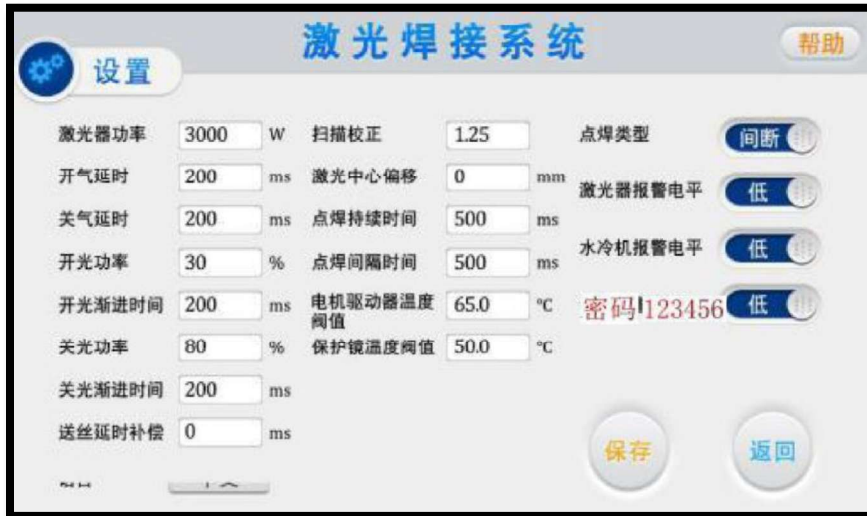 激光焊接系统
帮助
设置
激光器功率 3000 W 扫描校正 1.25 点焊类型 间断
开气延时 200 ms 激光中心偏移 0 mm 激光器报警电平 低
关气延时 200 ms 点焊持续时间 500 ms 水冷机报警电平 低
开光功率 30 % 点焊间隔时间 500 ms
开光渐进时间 200 ms 电机驱动器温度 65.0 ℃ 密码 123456 低
阀值
关光功率 80 % 保护镜温度阀值 50.0 ℃
关光渐进时间 200 ms
送丝延时补偿 0 ms
保存 返回